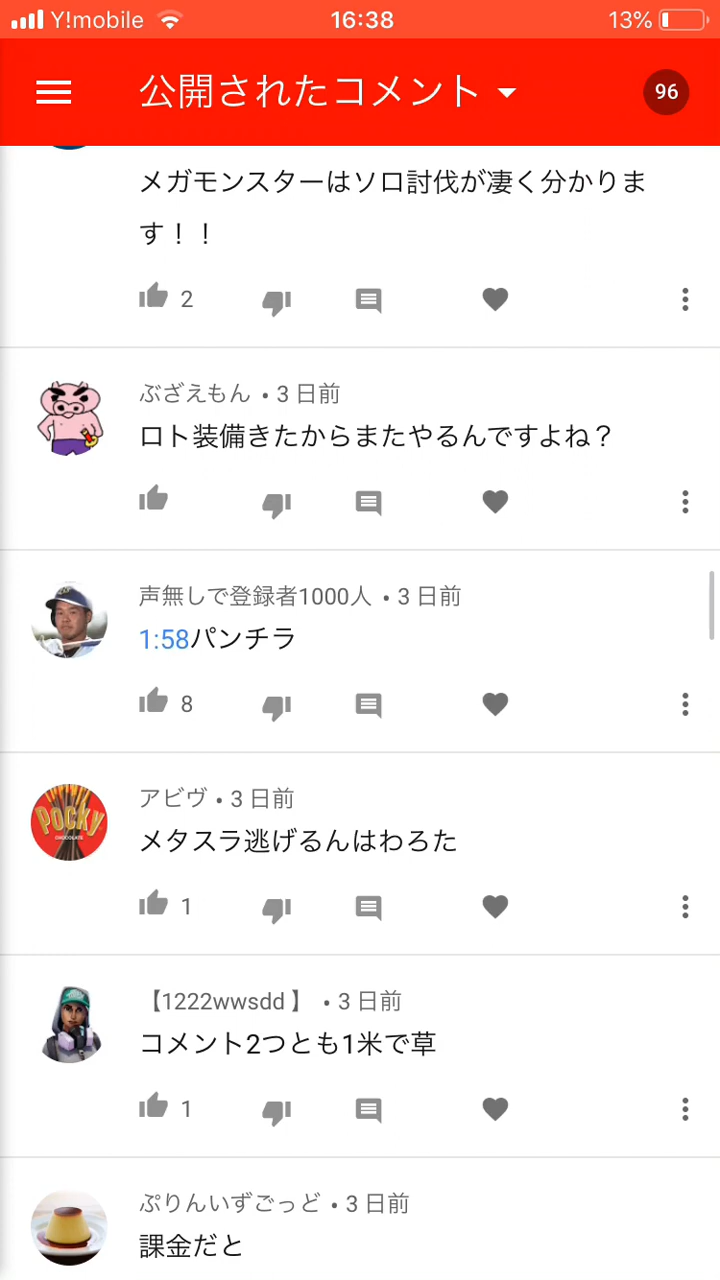 Y!mobile 16:38 13%
公開されたコメント 96
メガモンスターはソロ討伐が凄く分かりま
す！！
2
ぶざえもん • 3 日前
ロト装備きたからまたやるんですよね？
声無しで登録者1000人 • 3 日前
1:58パンチラ
8
アビヴ • 3 日前
POCKY
CHOCOLATE
メタスラ逃げるんはわろた
1
【1222wwsdd 】 • 3 日前
コメント2つとも1米で草
1
ぷりんいずごっど • 3 日前
課金だと